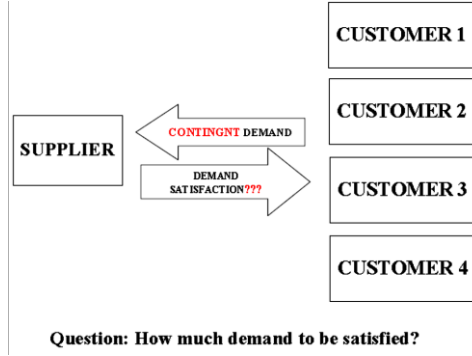 CUSTOMER 1
CUSTOMER 2
CONTINGNT DEMAND
SUPPLIER
DEMAND
SATISFACTION???
CUSTOMER 3
CUSTOMER 4
Question: How much demand to be satisfied?